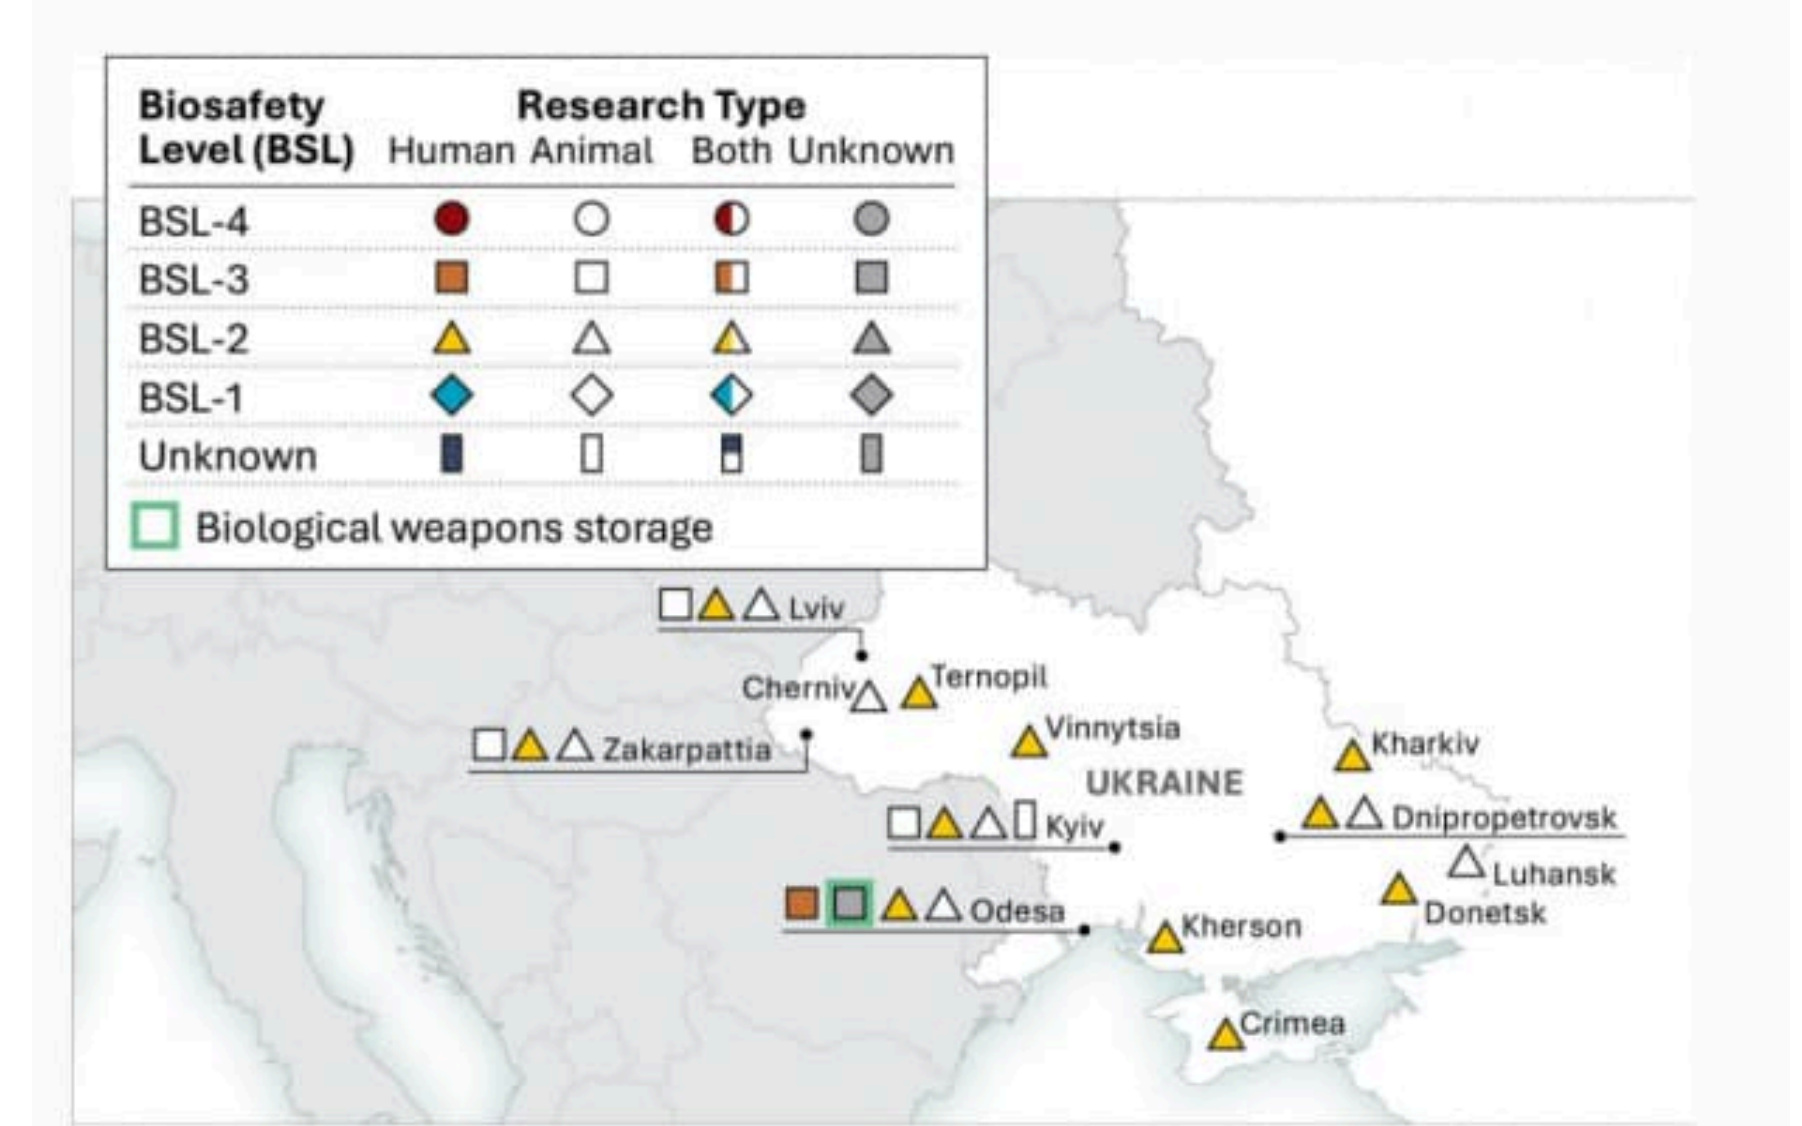 Biosafety Research Type
Level (BSL) Human Animal Both Unknown
BSL-4
BSL-3
BSL-2
BSL-1
Unknown
Biological weapons storage
Lviv
Cherniv
Ternopil
Zakarpattia
Vinnytsia
Kharkiv
UKRAINE
Kyiv
Dnipropetrovsk
Luhansk
Odesa
Donetsk
Kherson
Crimea